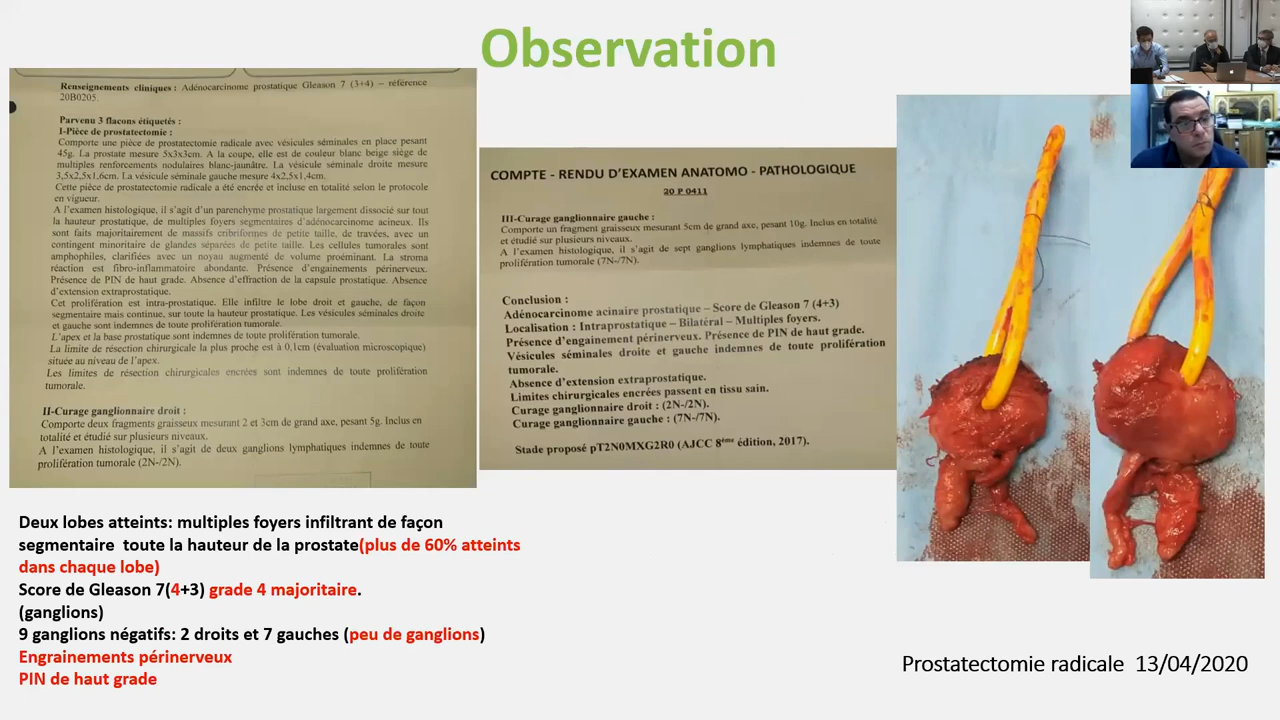 Observation
Renseignements cliniques : Adénocarcinome prostatique Gleason 7 (3+4) – référence
20B0205.
Parvenu 3 flacons étiquetés :
I-Pièce de prostatectomie :
Comporte une pièce de prostatectomie radicale avec vésicules séminales en place pesant
45g. La prostate mesure 5x3x3cm. A la coupe, elle est de couleur blanc beige siège de
multiples renforcements nodulaires blanc-jaunâtre. La vésicule séminale droite mesure
3,5x2,5x1,6cm. La vésicule séminale gauche mesure 4x2,5x1,4cm.
Cette pièce de prostatectomie radicale a été encrée et incluse en totalité selon le protocole
en vigueur.
A l'examen histologique, il s'agit d'un parenchyme prostatique largement dissocié sur tout
la hauteur prostatique, de multiples foyers segmentaires d'adénocarcinome acineux. Ils
sont faits majoritairement de massifs cribriformes de petite taille, de travées, avec un
contingent minoritaire de glandes séparées de petite taille. Les cellules tumorales sont
amphophiles, clarifiées avec un noyau augmenté de volume proéminant. La stroma
réaction est fibro-inflammatoire abondante. Présence d'engainements périnerveux.
Présence de PIN de haut grade. Absence d'effraction de la capsule prostatique. Absence
d'extension extraprostatique.
Cet prolifération est intra-prostatique. Elle infiltre le lobe droit et gauche, de façon
segmentaire mais continue, sur toute la hauteur prostatique. Les vésicules séminales droite
et gauche sont indemnes de toute prolifération tumorale.
L'apex et la base prostatique sont indemnes de toute prolifération tumorale.
La limite de résection chirurgicale la plus proche est à 0,1cm (évaluation microscopique)
située au niveau de l'apex.
Les limites de résection chirurgicales encrées sont indemnes de toute prolifération
tumorale.
II-Curage ganglionnaire droit :
Comporte deux fragments graisseux mesurant 2 et 3cm de grand axe, pesant 5g. Inclus en
totalité et étudié sur plusieurs niveaux.
A l'examen histologique, il s'agit de deux ganglions lymphatiques indemnes de toute
prolifération tumorale (2N-/2N).
COMPTE - RENDU D'EXAMEN ANATOMO - PATHOLOGIQUE
20 P 0411
III-Curage ganglionnaire gauche :
Comporte un fragment graisseux mesurant 5cm de grand axe, pesant 10g. Inclus en totalité
et étudié sur plusieurs niveaux.
A l'examen histologique, il s'agit de sept ganglions lymphatiques indemnes de toute
prolifération tumorale (7N-/7N).
Conclusion :
Adénocarcinome acinaire prostatique – Score de Gleason 7 (4+3)
Localisation : Intraprostatique – Bilatéral – Multiples foyers.
Présence d'engainement périnerveux. Présence de PIN de haut grade.
Vésicules séminales droite et gauche indemnes de toute prolifération
tumorale.
Absence d'extension extraprostatique.
Limites chirurgicales encrées passent en tissu sain.
Curage ganglionnaire droit : (2N-/2N).
Curage ganglionnaire gauche : (7N-/7N).
Stade proposé pT2N0MXG2R0 (AJCC 8ème édition, 2017).
Deux lobes atteints: multiples foyers infiltrant de façon
segmentaire toute la hauteur de la prostate(plus de 60% atteints
dans chaque lobe)
Score de Gleason 7(4+3) grade 4 majoritaire.
(ganglions)
9 ganglions négatifs: 2 droits et 7 gauches (peu de ganglions)
Engrainements périnerveux
PIN de haut grade
Prostatectomie radicale 13/04/2020